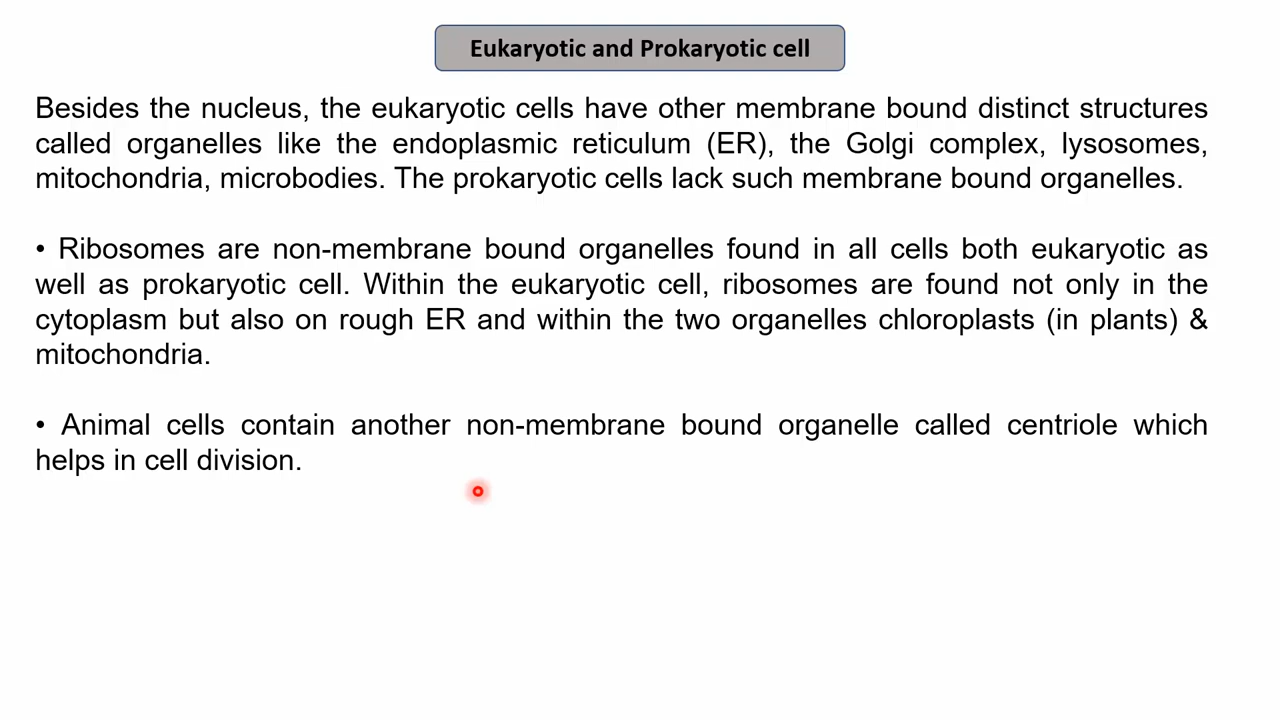 Eukaryotic and Prokaryotic cell
Besides the nucleus, the eukaryotic cells have other membrane bound distinct structures
called organelles like the endoplasmic reticulum (ER), the Golgi complex, lysosomes,
mitochondria, microbodies. The prokaryotic cells lack such membrane bound organelles.
• Ribosomes are non-membrane bound organelles found in all cells both eukaryotic as
well as prokaryotic cell. Within the eukaryotic cell, ribosomes are found not only in the
cytoplasm but also on rough ER and within the two organelles chloroplasts (in plants) &
mitochondria.
• Animal cells contain another non-membrane bound organelle called centriole which
helps in cell division.